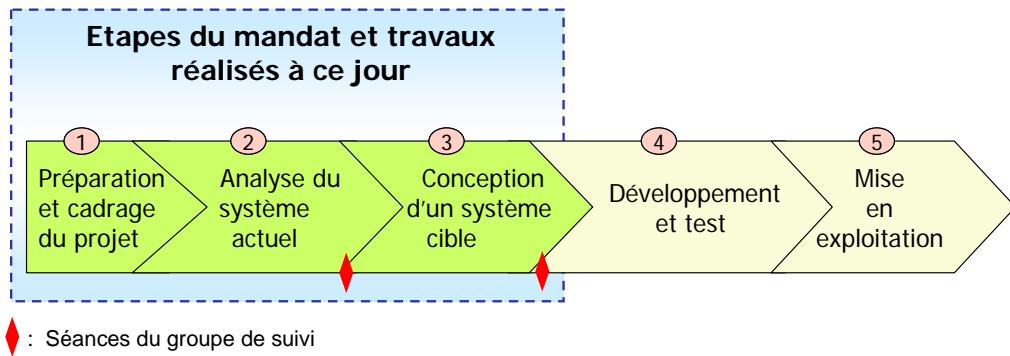 Etapes du mandat et travaux
réalisés à ce jour
1
Préparation
et cadrage
du projet
2
Analyse du
système
actuel
3
Conception
d'un système
cible
4
Développement
et test
5
Mise
en
exploitation
: Séances du groupe de suivi